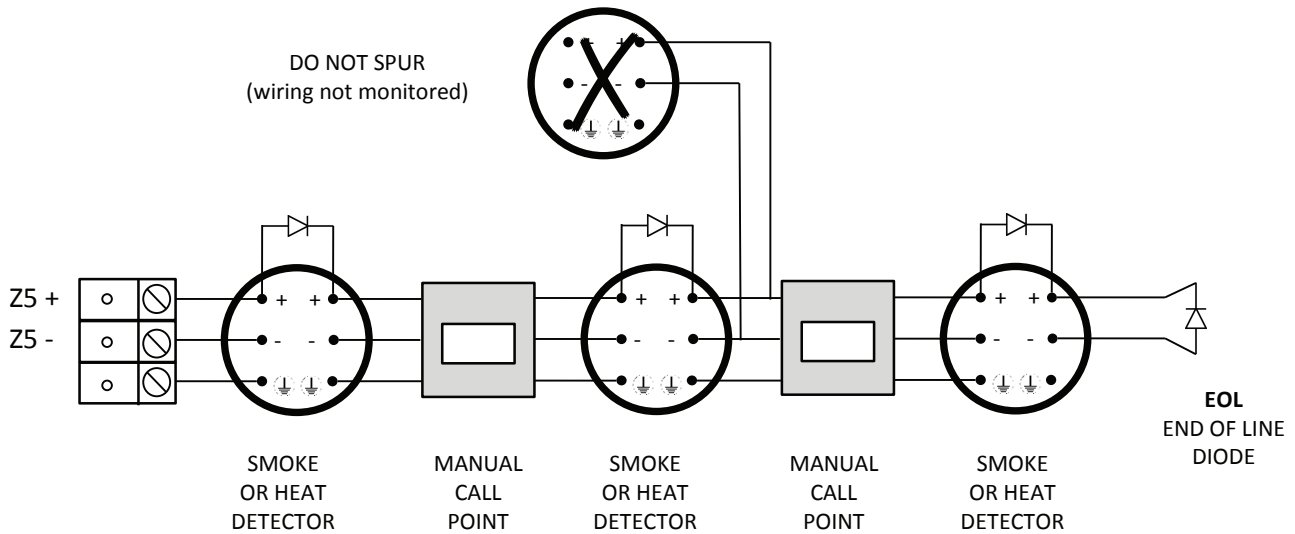 DO NOT SPUR
(wiring not monitored)
+ +
- -
Z5 +
Z5 -
+ +
- -
+ +
- -
+ +
- -
EOL
END OF LINE
DIODE
SMOKE
OR HEAT
DETECTOR
MANUAL
CALL
POINT
SMOKE
OR HEAT
DETECTOR
MANUAL
CALL
POINT
SMOKE
OR HEAT
DETECTOR